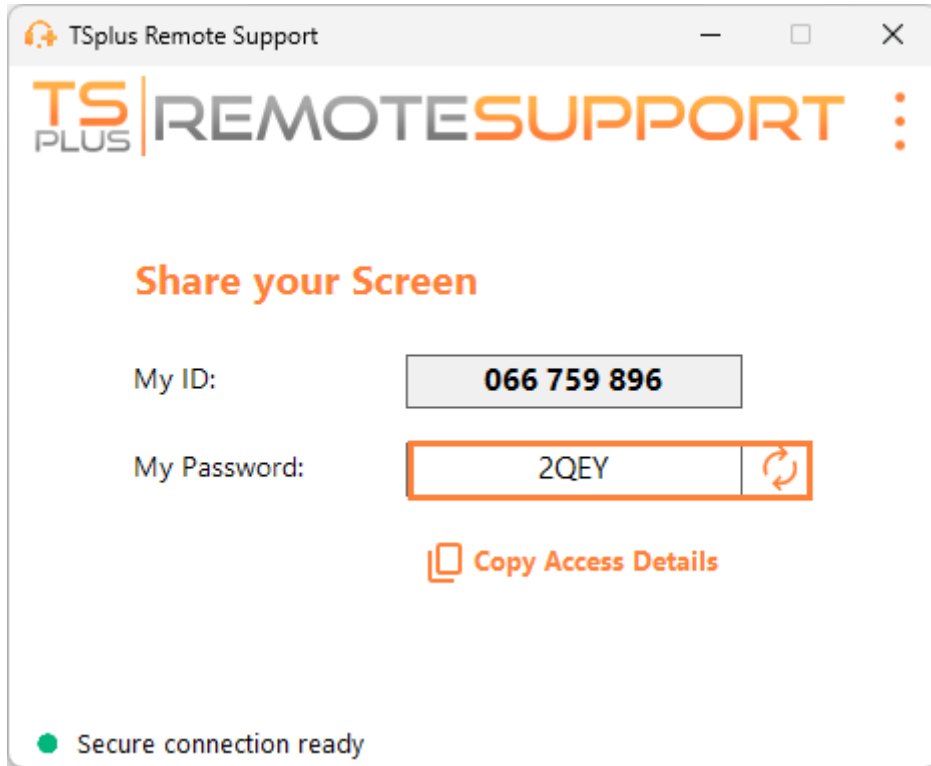 TSplus Remote Support
TS PLUS REMOTESUPPORT
Share your Screen
My ID: 066 759 896
My Password: 2QEY
Copy Access Details
Secure connection ready